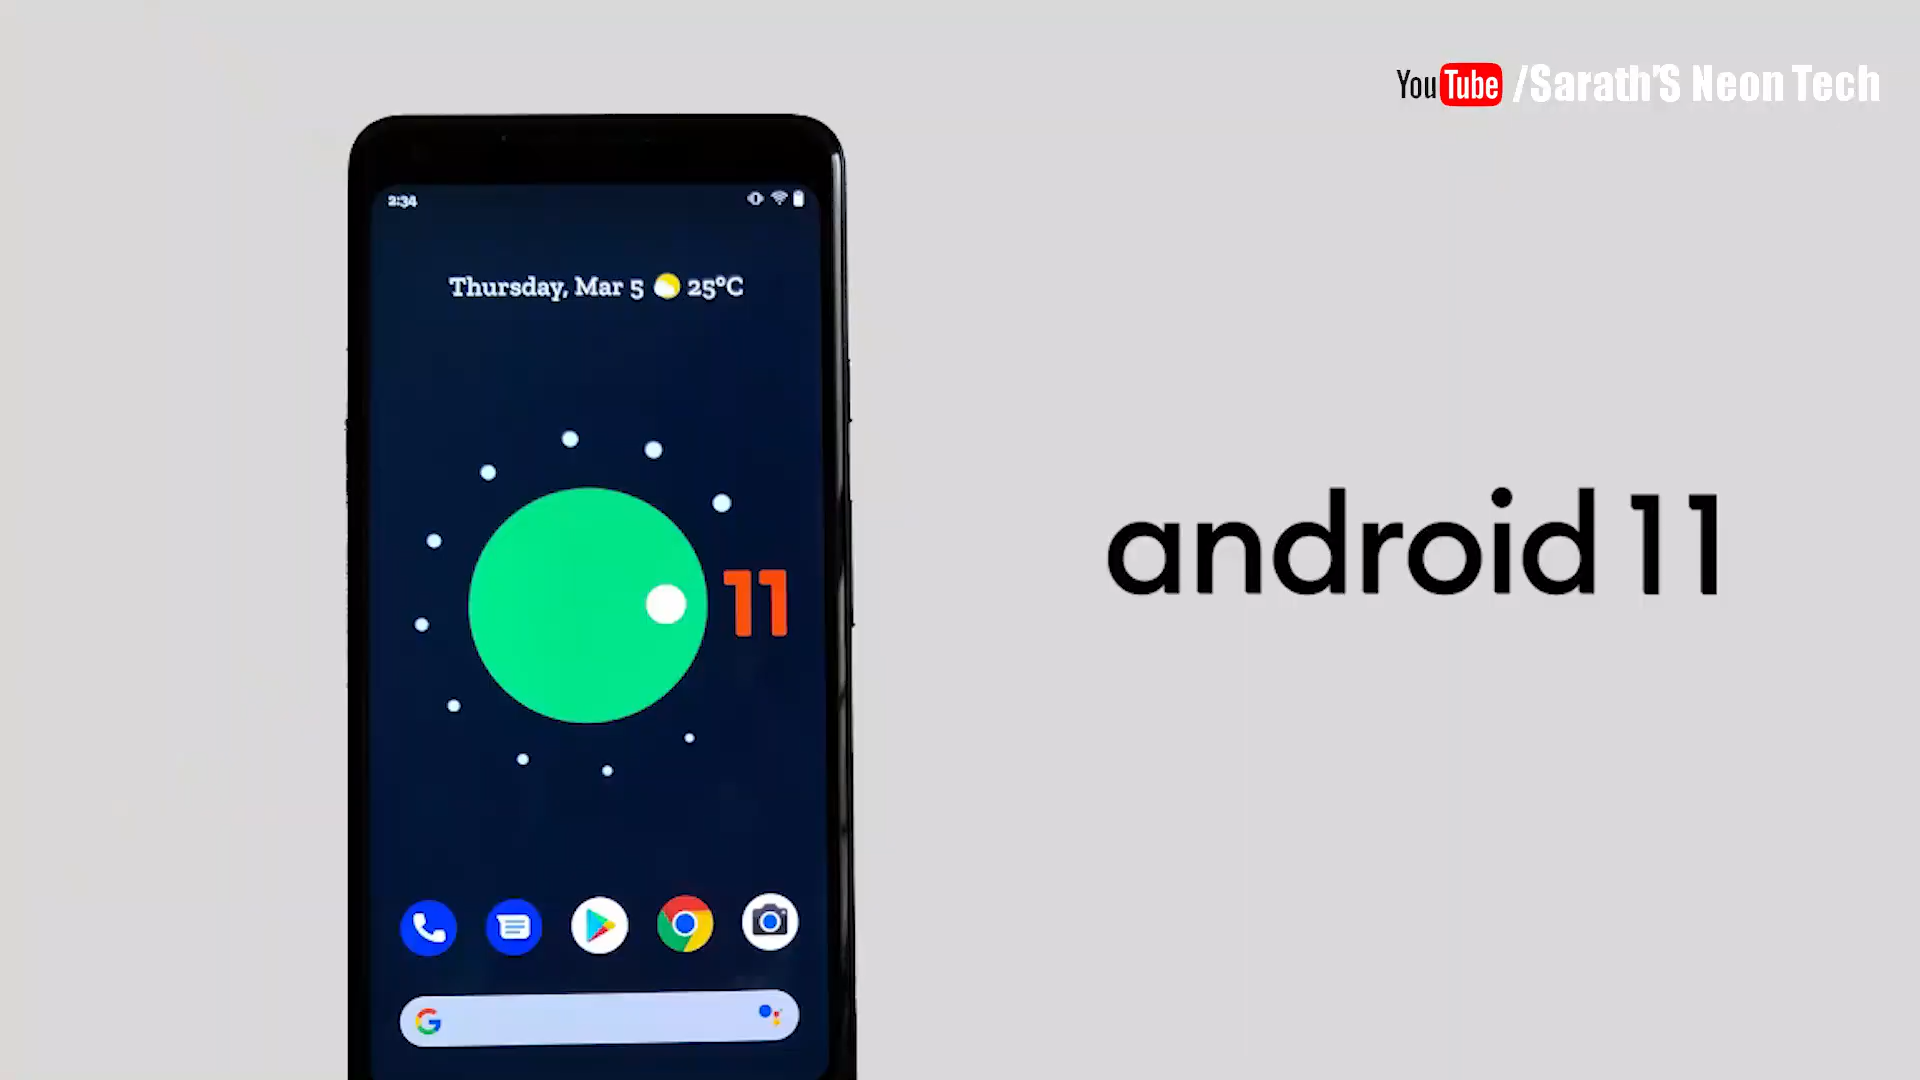 YouTube /Sarath'S Neon Tech
2:34
Thursday, Mar 5 25°C
11
android 11